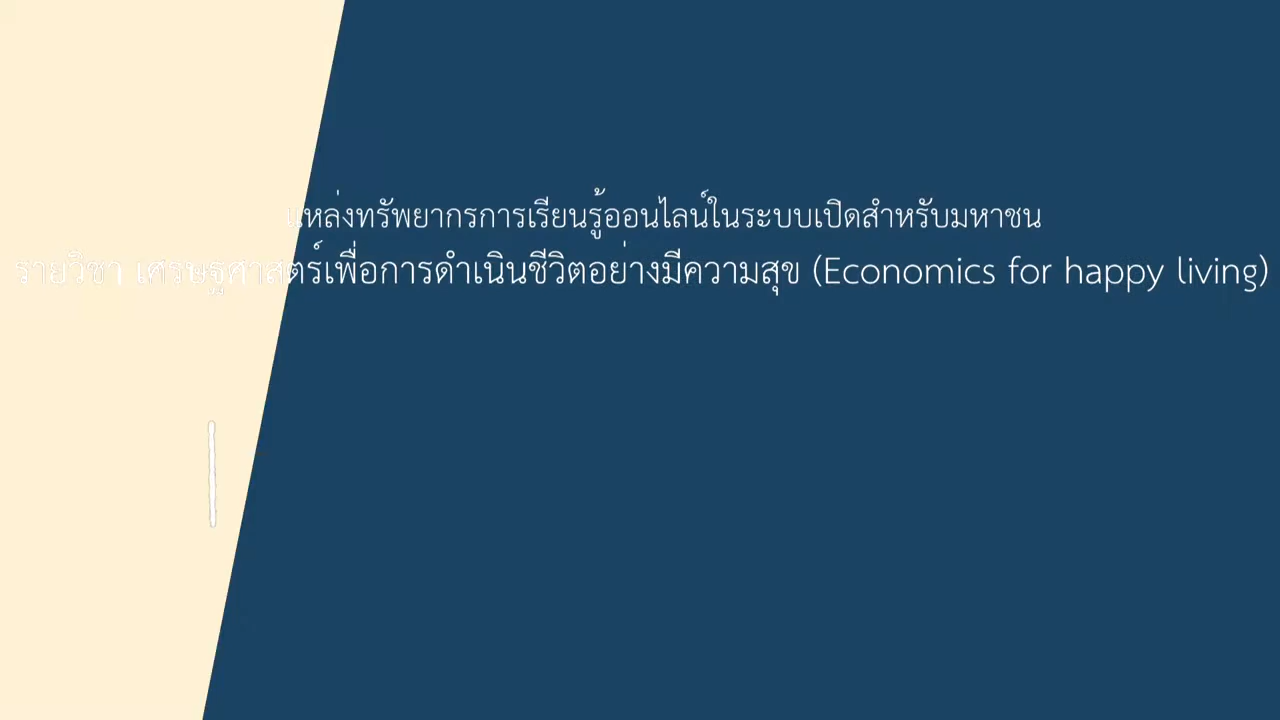 แหล่งทรัพยากรการเรียนรู้ออนไลน์ในระบบเปิดสำหรับมหาชน
รายวิชา เศรษฐศาสตร์เพื่อการดำเนินชีวิตอย่างมีความสุข (Economics for happy living)